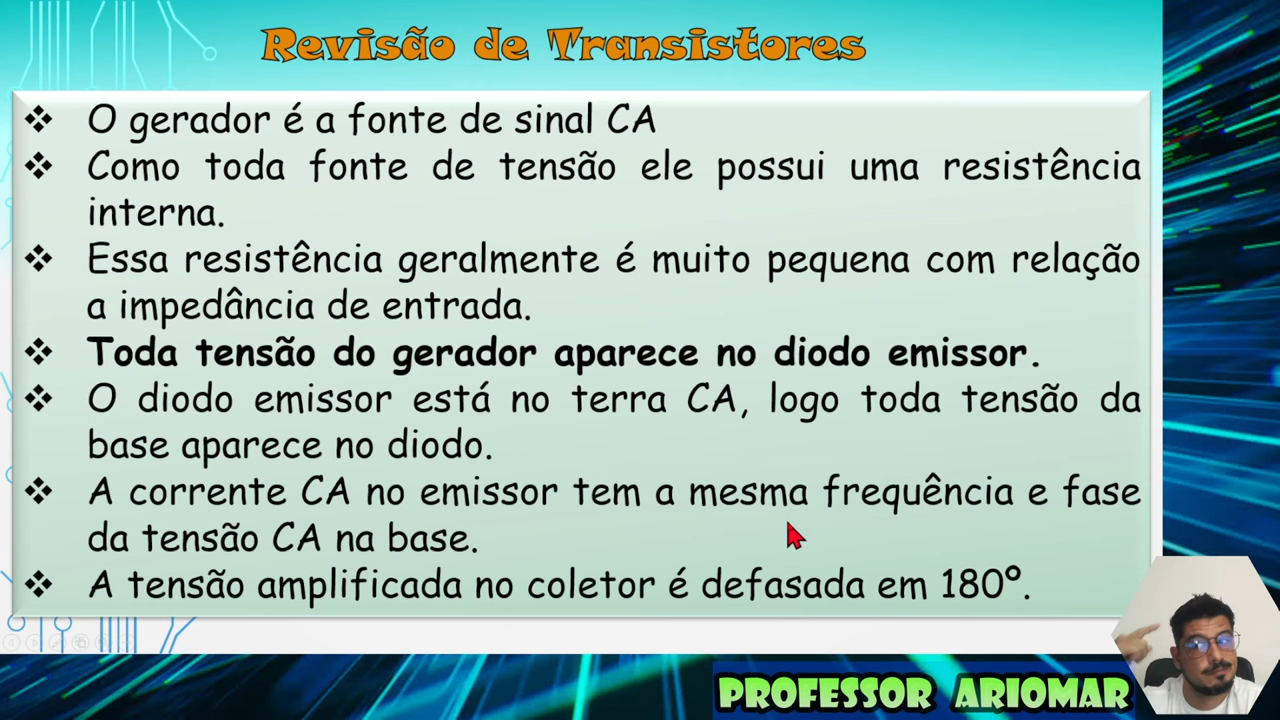 Revisão de Transistores
❖ O gerador é a fonte de sinal CA
❖ Como toda fonte de tensão ele possui uma resistência
interna.
❖ Essa resistência geralmente é muito pequena com relação
a impedância de entrada.
❖ Toda tensão do gerador aparece no diodo emissor.
❖ O diodo emissor está no terra CA, logo toda tensão da
base aparece no diodo.
❖ A corrente CA no emissor tem a mesma frequência e fase
da tensão CA na base.
❖ A tensão amplificada no coletor é defasada em 180º.
PROFESSOR ARIOMAR